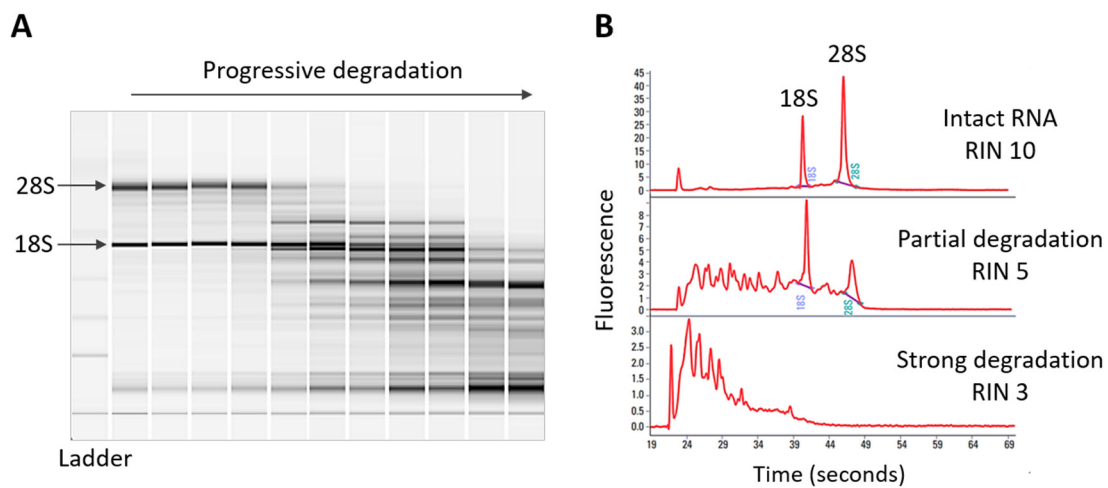 A
Progressive degradation
28S
18S
Ladder
B
Fluorescence
45
40
35
30
25
20
15
10
5
0
18S
28S
18S
28S
Intact RNA
RIN 10
8
7
6
5
4
3
2
1
0
18S
28S
Partial degradation
RIN 5
3.0
2.5
2.0
1.5
1.0
0.5
0.0
Strong degradation
RIN 3
19 24 29 34 39 44 49 54 59 64 69
Time (seconds)